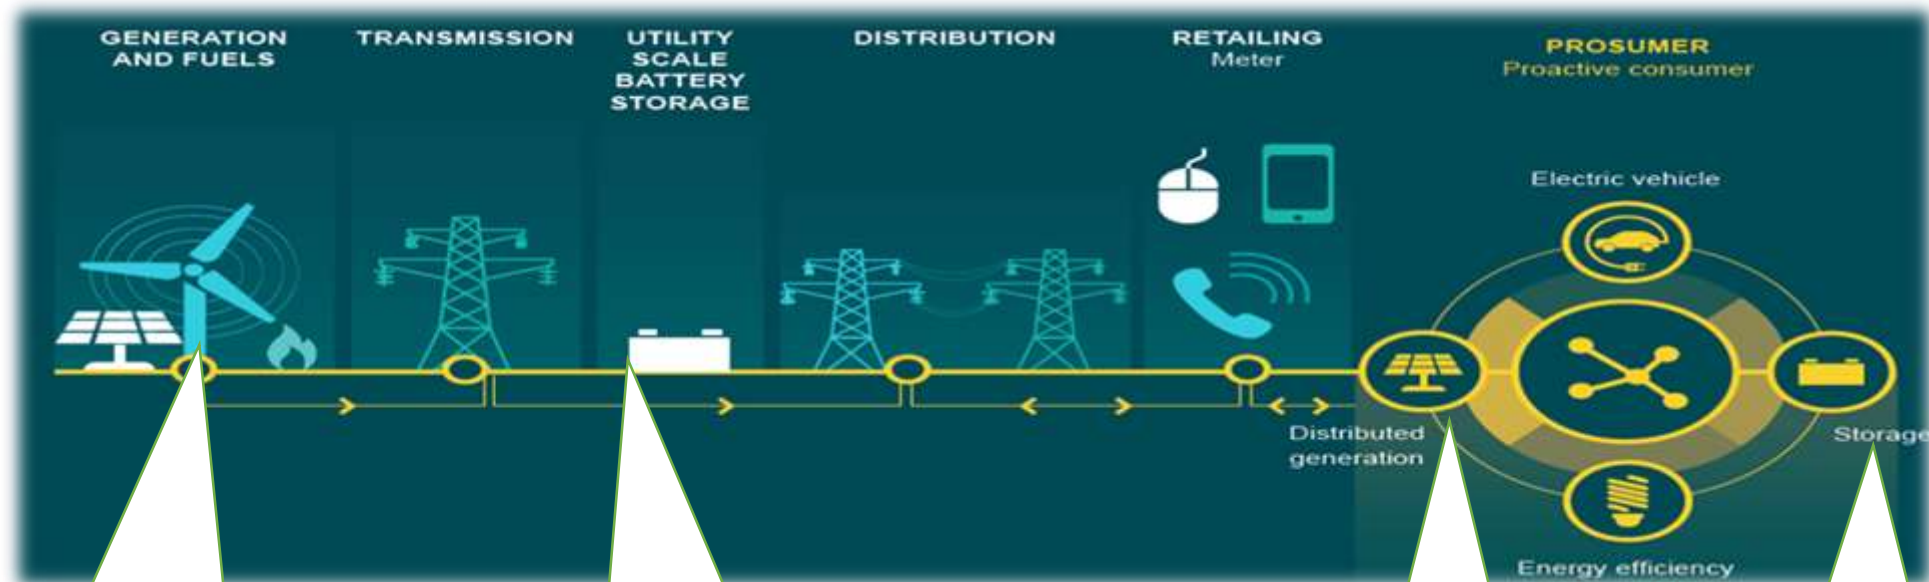 GENERATION
AND FUELS
TRANSMISSION
UTILITY
SCALE
BATTERY
STORAGE
DISTRIBUTION
RETAILING
Meter
PROSUMER
Proactive consumer
Electric vehicle
Distributed
generation
Storage
Energy efficiency